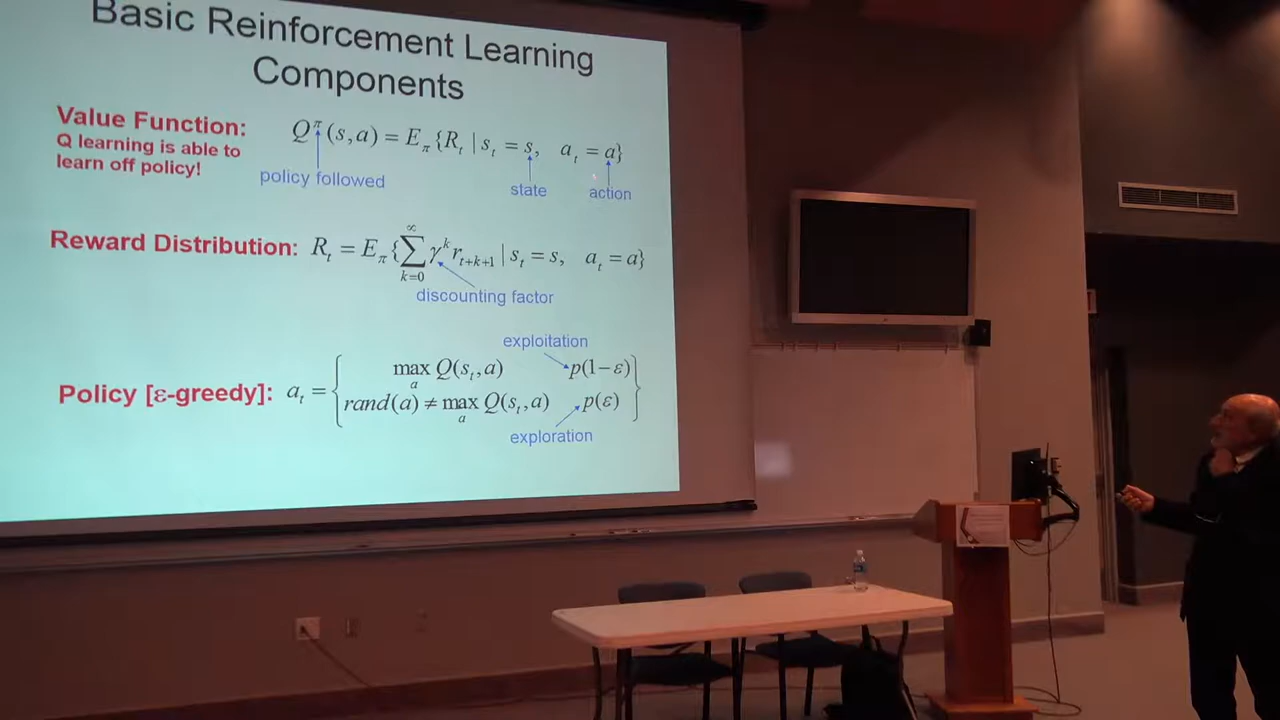 Basic Reinforcement Learning
Components
Value Function:
Q learning is able to
learn off policy!
Q^π(s,a) = E_π{R_t | s_t = s, a_t = a}
policy followed
state
action
Reward Distribution: R_t = E_π{∑_{k=0}^{∞} γ^k r_{t+k+1} | s_t = s, a_t = a}
discounting factor
exploitation
Policy [ε-greedy]: a_t = { max_a Q(s_t,a) p(1−ε) }
rand(a) ≠ max_a Q(s_t,a) p(ε)
exploration